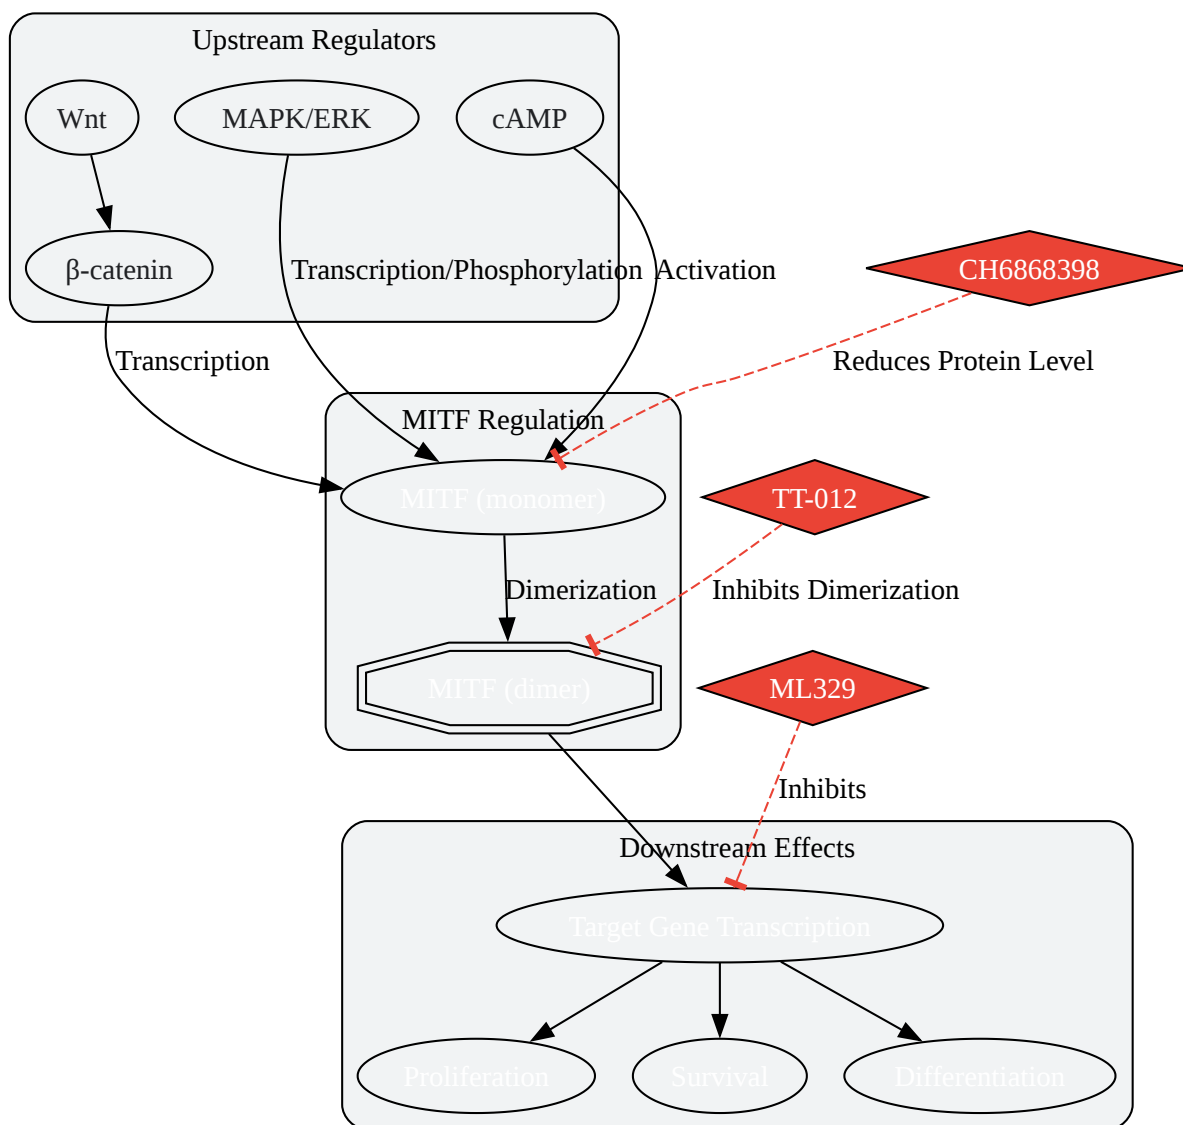 Upstream Regulators
Wnt
MAPK/ERK
cAMP
β-catenin
Transcription/Phosphorylation
Activation
CH6868398
Transcription
Reduces Protein Level
MITF Regulation
MITF (monomer)
TT-012
Dimerization
Inhibits Dimerization
MITF (dimer)
ML329
Inhibits
Downstream Effects
Target Gene Transcription
Proliferation
Survival
Differentiation